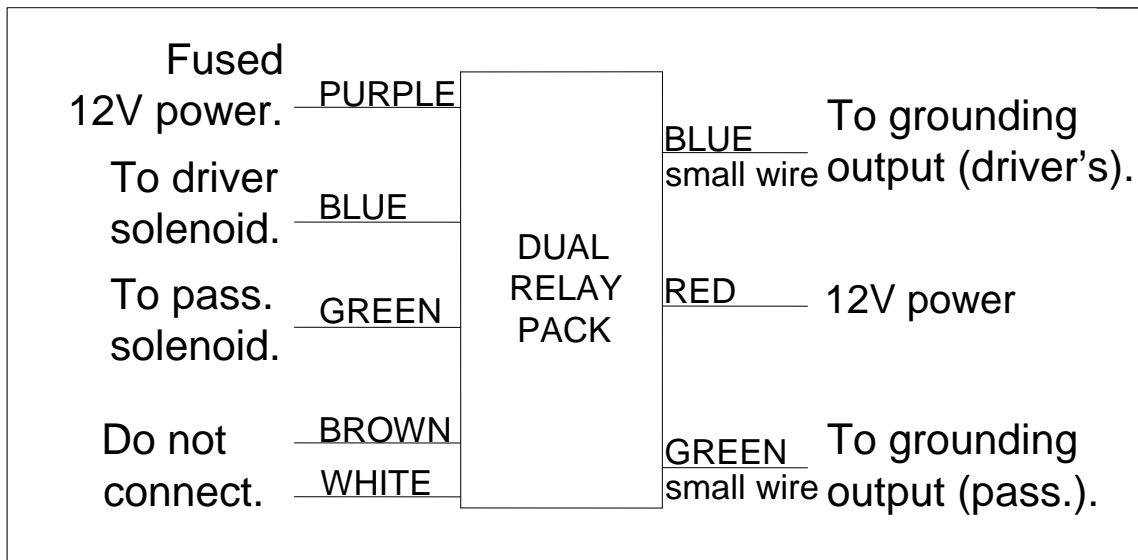 Fused
12V power.
PURPLE
To driver
solenoid.
BLUE
To pass.
solenoid.
GREEN
Do not
connect.
BROWN
WHITE
DUAL
RELAY
PACK
BLUE
small wire
To grounding
output (driver's).
RED
12V power
GREEN
small wire
To grounding
output (pass.).